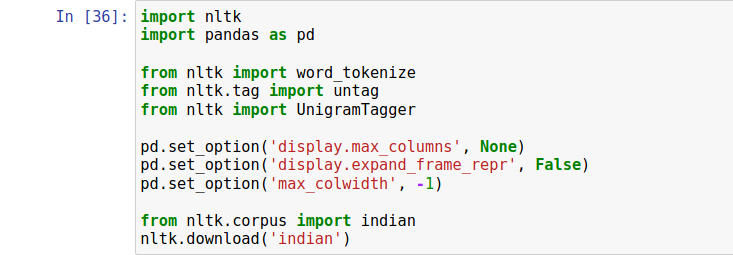 In [36]: import nltk
import pandas as pd
from nltk import word_tokenize
from nltk.tag import untag
from nltk import UnigramTagger
pd.set_option('display.max_columns', None)
pd.set_option('display.expand_frame_repr', False)
pd.set_option('max_colwidth', -1)
from nltk.corpus import indian
nltk.download('indian')